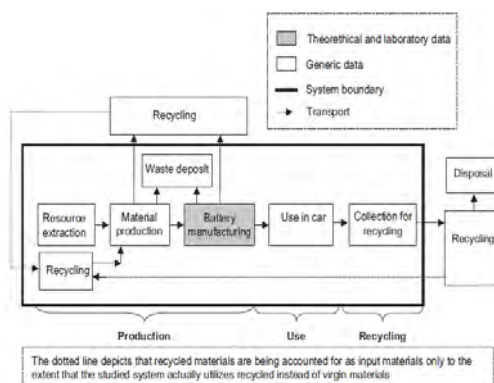 Theorethical and laboratory data
Generic data
System boundary
Transport
Recycling
Waste deposit
Disposal
Resource
extraction
Material
production
Battery
manufacturing
Use in car
Collection for
recycling
Recycling
Recycling
Production
Use
Recycling
The dotted line depicts that recycled materials are being accounted for as input materials only to the
extent that the studied system actually utilizes recycled instead of virgin materials